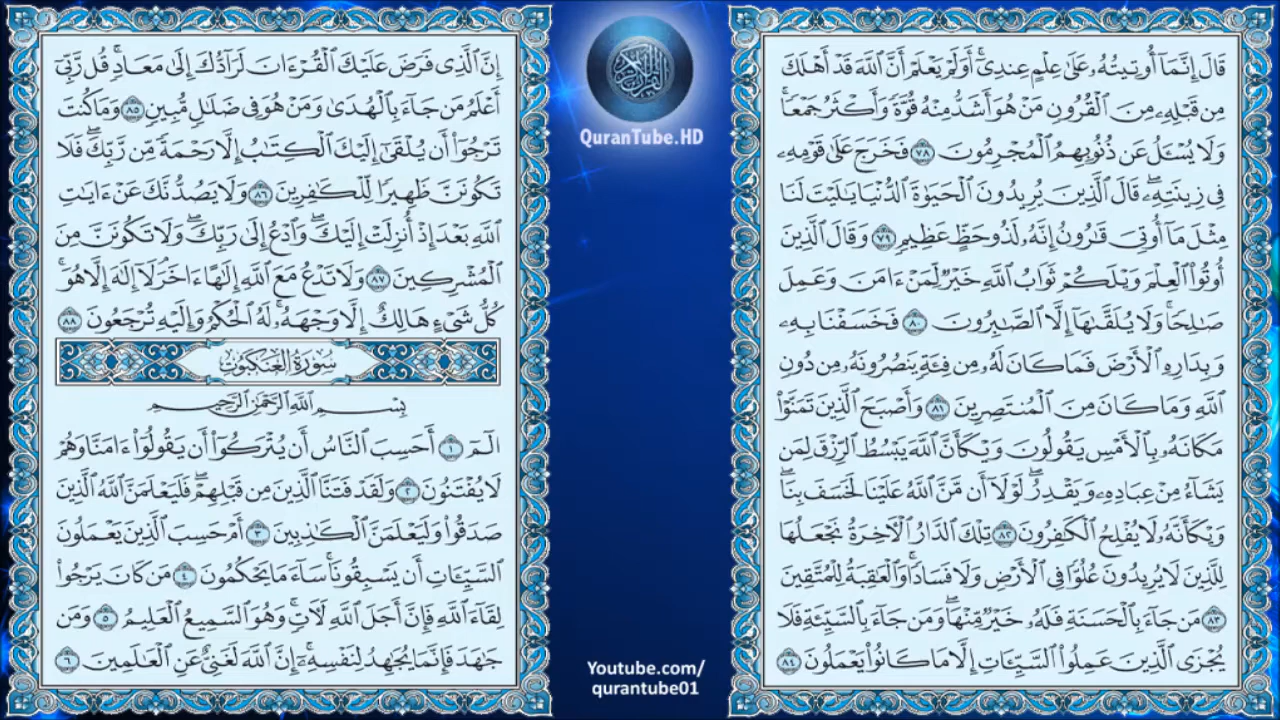 قَالَ إِنَّمَآ أُوتِيتُهُۥ عَلَىٰ عِلْمٍ عِندِىٓ ۚ أَوَلَمْ يَعْلَمْ أَنَّ ٱللَّهَ قَدْ أَهْلَكَ
مِن قَبْلِهِۦ مِنَ ٱلْقُرُونِ مَنْ هُوَ أَشَدُّ مِنْهُ قُوَّةً وَأَكْثَرُ جَمْعًا ۚ
وَلَا يُسْـَٔلُ عَن ذُنُوبِهِمُ ٱلْمُجْرِمُونَ ٧٨ فَخَرَجَ عَلَىٰ قَوْمِهِۦ
فِى زِينَتِهِۦ ۖ قَالَ ٱلَّذِينَ يُرِيدُونَ ٱلْحَيَوٰةَ ٱلدُّنْيَا يَٰلَيْتَ لَنَا
مِثْلَ مَآ أُوتِىَ قَٰرُونُ إِنَّهُۥ لَذُو حَظٍّ عَظِيمٍ ٧٩ وَقَالَ ٱلَّذِينَ
أُوتُوا۟ ٱلْعِلْمَ وَيْلَكُمْ ثَوَابُ ٱللَّهِ خَيْرٌ لِّمَنْ ءَامَنَ وَعَمِلَ
صَٰلِحًا ۚ وَلَا يُلَقَّىٰهَآ إِلَّا ٱلصَّٰبِرُونَ ٨٠ فَخَسَفْنَا بِهِۦ
وَبِدَارِهِ ٱلْأَرْضَ فَمَا كَانَ لَهُۥ مِن فِئَةٍ يَنصُرُونَهُۥ مِن دُونِ
ٱللَّهِ وَمَا كَانَ مِنَ ٱلْمُنتَصِرِينَ ٨١ وَأَصْبَحَ ٱلَّذِينَ تَمَنَّوْا۟
مَكَانَهُۥ بِٱلْأَمْسِ يَقُولُونَ وَيْكَأَنَّ ٱللَّهَ يَبْسُطُ ٱلرِّزْقَ لِمَن
يَشَآءُ مِنْ عِبَادِهِۦ وَيَقْدِرُ ۖ لَوْلَآ أَن مَّنَّ ٱللَّهُ عَلَيْنَا لَخَسَفَ بِنَا ۖ
وَيْكَأَنَّهُۥ لَا يُفْلِحُ ٱلْكَٰفِرُونَ ٨٢ تِلْكَ ٱلدَّارُ ٱلْءَاخِرَةُ نَجْعَلُهَا
لِلَّذِينَ لَا يُرِيدُونَ عُلُوًّا فِى ٱلْأَرْضِ وَلَا فَسَادًا ۚ وَٱلْعَٰقِبَةُ لِلْمُتَّقِينَ
٨٣ مَن جَآءَ بِٱلْحَسَنَةِ فَلَهُۥ خَيْرٌ مِّنْهَا ۖ وَمَن جَآءَ بِٱلسَّيِّئَةِ فَلَا
يُجْزَى ٱلَّذِينَ عَمِلُوا۟ ٱلسَّيِّـَٔاتِ إِلَّا مَا كَانُوا۟ يَعْمَلُونَ ٨٤
QuranTube.HD
Youtube.com/
qurantube01
إِنَّ ٱلَّذِى فَرَضَ عَلَيْكَ ٱلْقُرْءَانَ لَرَآدُّكَ إِلَىٰ مَعَادٍ ۚ قُل رَّبِّىٓ
أَعْلَمُ مَن جَآءَ بِٱلْهُدَىٰ وَمَنْ هُوَ فِى ضَلَٰلٍ مُّبِينٍ ٨٥ وَمَا كُنتَ
تَرْجُوٓا۟ أَن يُلْقَىٰٓ إِلَيْكَ ٱلْكِتَٰبُ إِلَّا رَحْمَةً مِّن رَّبِّكَ ۖ فَلَا
تَكُونَنَّ ظَهِيرًا لِّلْكَٰفِرِينَ ٨٦ وَلَا يَصُدُّنَّكَ عَنْ ءَايَٰتِ
ٱللَّهِ بَعْدَ إِذْ أُنزِلَتْ إِلَيْكَ ۖ وَٱدْعُ إِلَىٰ رَبِّكَ ۖ وَلَا تَكُونَنَّ مِنَ
ٱلْمُشْرِكِينَ ٨٧ وَلَا تَدْعُ مَعَ ٱللَّهِ إِلَٰهًا ءَاخَرَ ۘ لَآ إِلَٰهَ إِلَّا هُوَ ۚ
كُلُّ شَىْءٍ هَالِكٌ إِلَّا وَجْهَهُۥ ۚ لَهُ ٱلْحُكْمُ وَإِلَيْهِ تُرْجَعُونَ ٨٨
سُورَةُ العَنكَبُوتِ
بِسْمِ ٱللَّهِ ٱلرَّحْمَٰنِ ٱلرَّحِيمِ
الٓمٓ ١ أَحَسِبَ ٱلنَّاسُ أَن يُتْرَكُوٓا۟ أَن يَقُولُوٓا۟ ءَامَنَّا وَهُمْ
لَا يُفْتَنُونَ ٢ وَلَقَدْ فَتَنَّا ٱلَّذِينَ مِن قَبْلِهِمْ ۖ فَلَيَعْلَمَنَّ ٱللَّهُ ٱلَّذِينَ
صَدَقُوا۟ وَلَيَعْلَمَنَّ ٱلْكَٰذِبِينَ ٣ أَمْ حَسِبَ ٱلَّذِينَ يَعْمَلُونَ
ٱلسَّيِّـَٔاتِ أَن يَسْبِقُونَا ۚ سَآءَ مَا يَحْكُمُونَ ٤ مَن كَانَ يَرْجُوا۟
لِقَآءَ ٱللَّهِ فَإِنَّ أَجَلَ ٱللَّهِ لَءَاتٍ ۚ وَهُوَ ٱلسَّمِيعُ ٱلْعَلِيمُ ٥ وَمَن
جَٰهَدَ فَإِنَّمَا يُجَٰهِدُ لِنَفْسِهِۦٓ ۚ إِنَّ ٱللَّهَ لَغَنِىٌّ عَنِ ٱلْعَٰلَمِينَ ٦